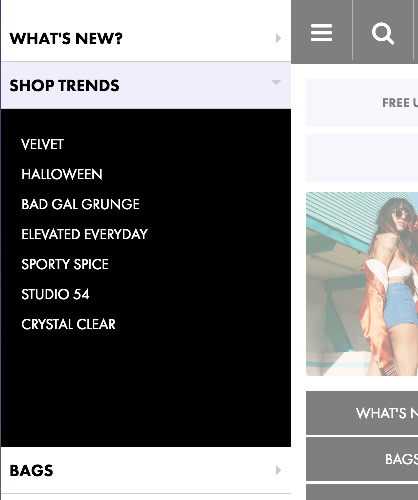 WHAT'S NEW?
SHOP TRENDS
VELVET
HALLOWEEN
BAD GAL GRUNGE
ELEVATED EVERYDAY
SPORTY SPICE
STUDIO 54
CRYSTAL CLEAR
BAGS
FREE
WHAT'S
BAGS